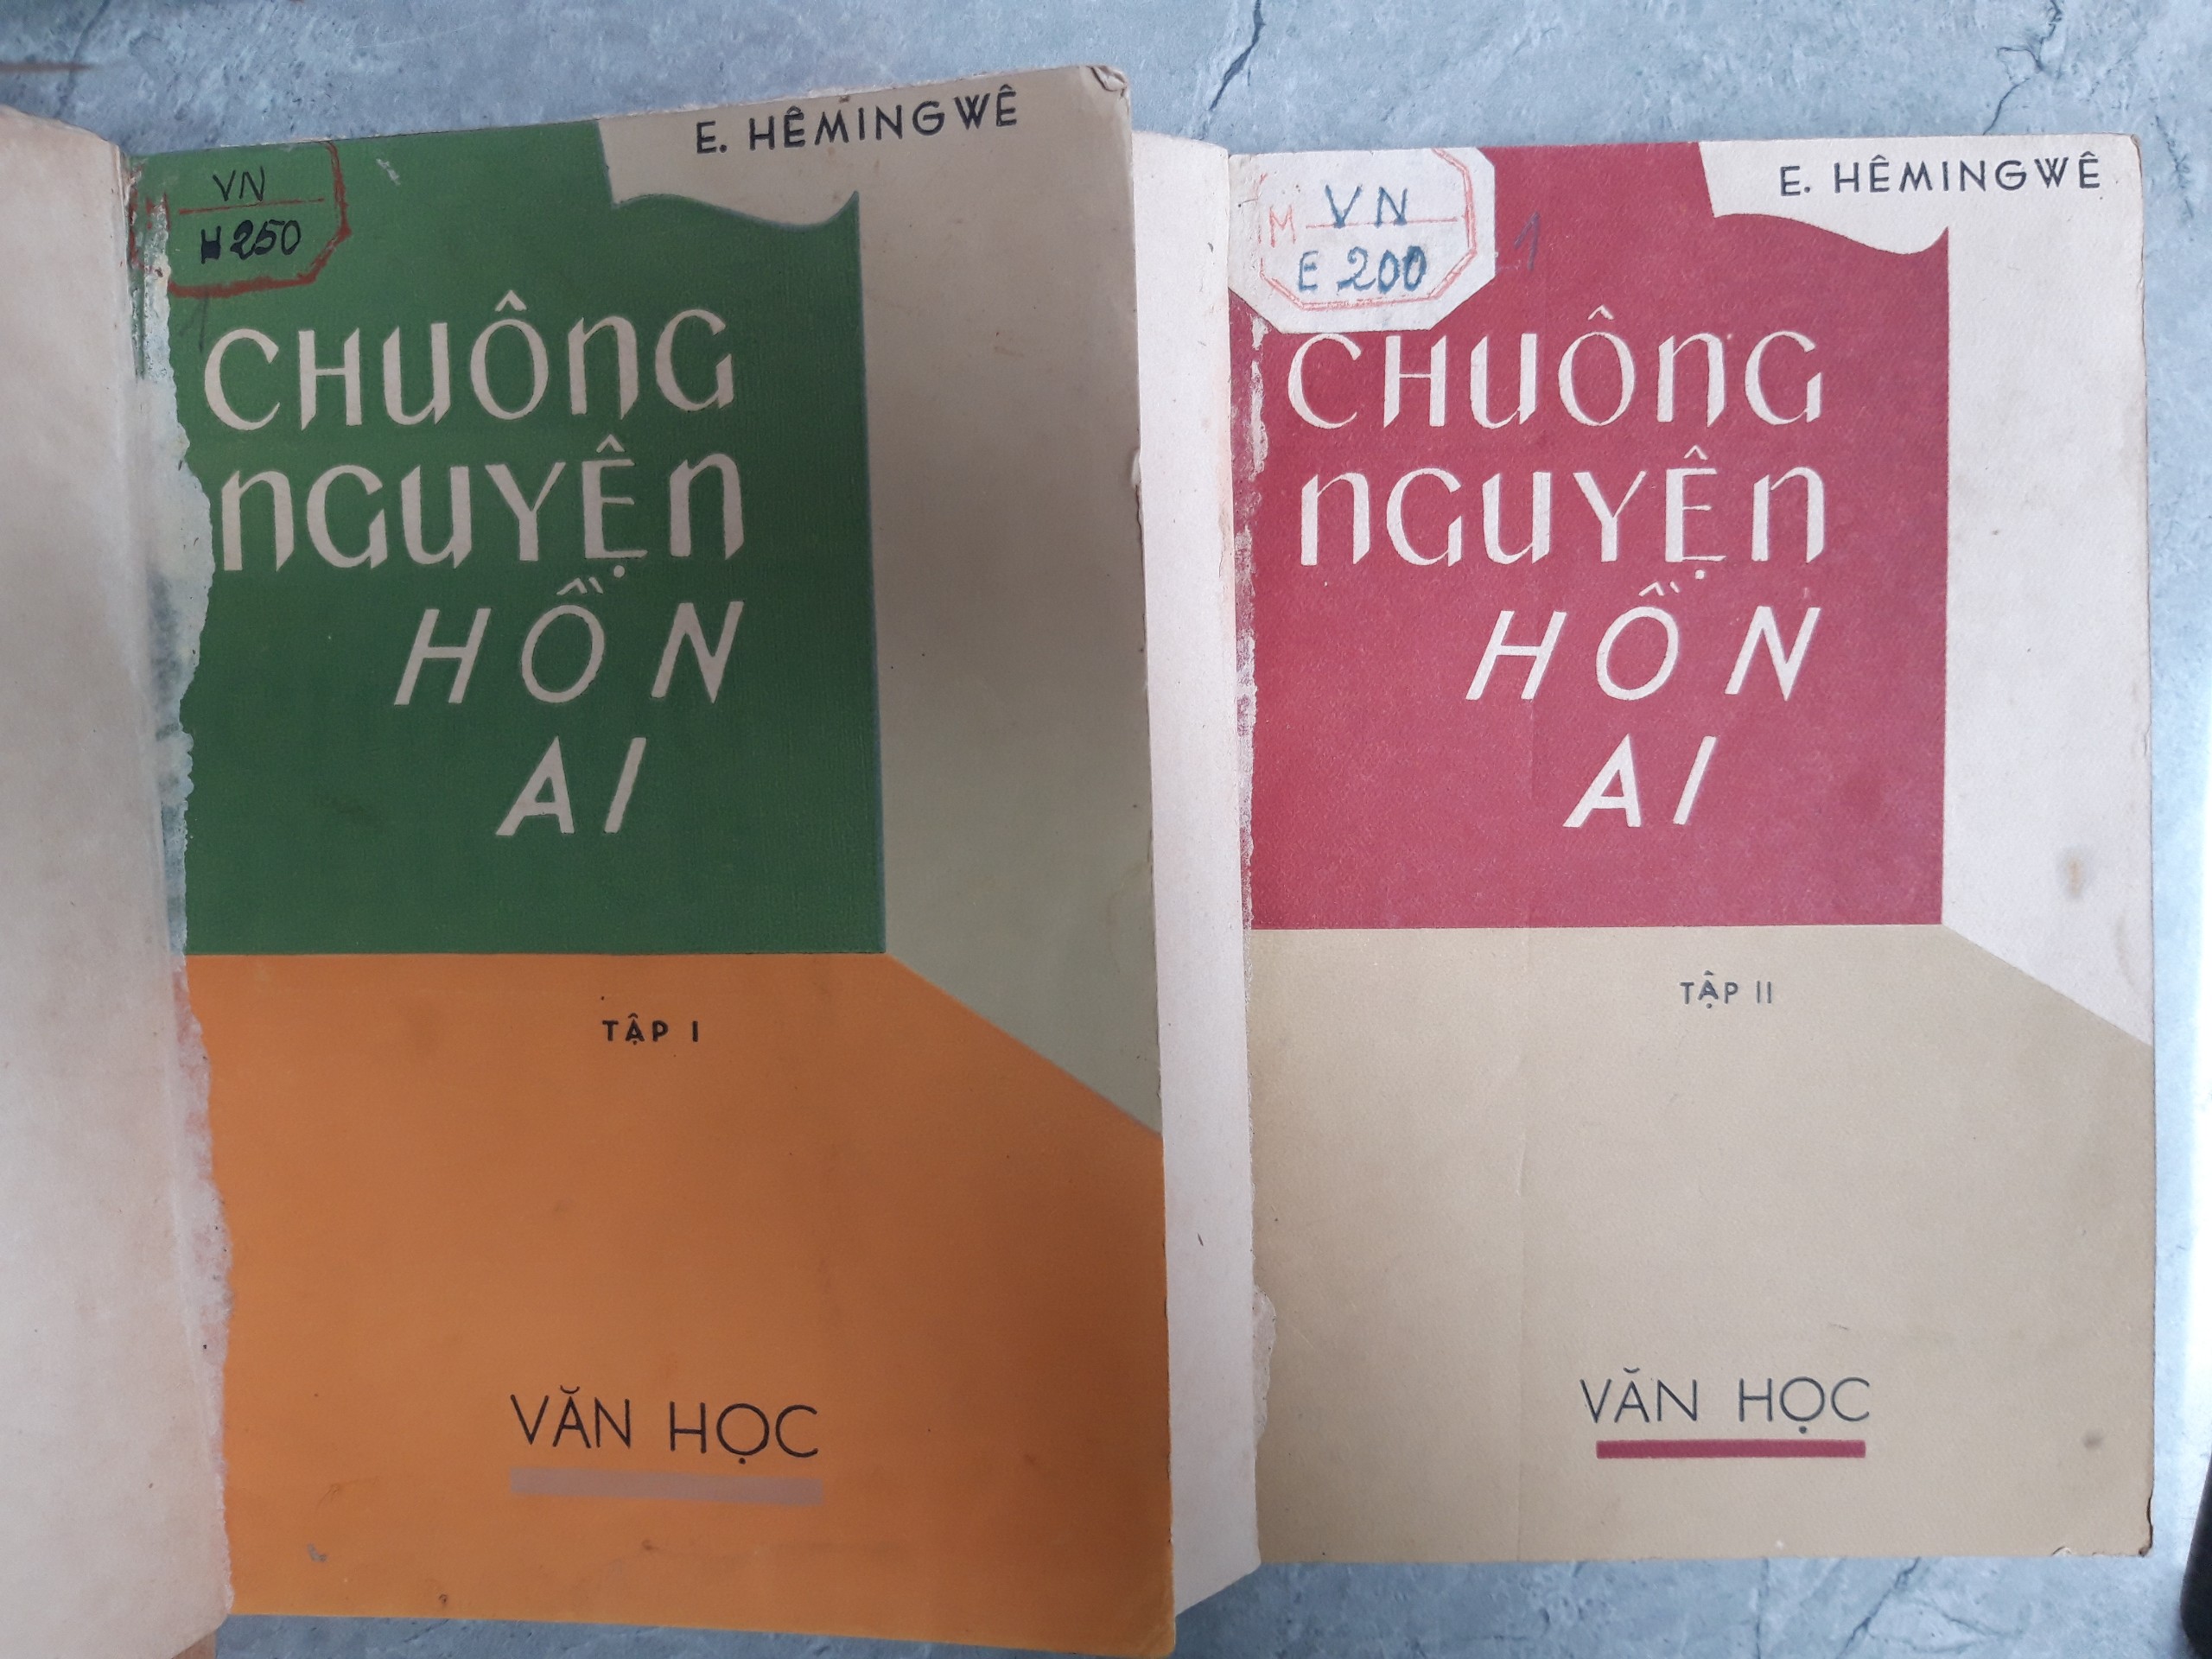 E. HÊMINGWÊ
VN
H 250
1
CHUÔNG
NGUYỆN
HỒN
AI
TẬP I
VĂN HỌC
E. HÊMINGWÊ
M VN
E 200
1
CHUÔNG
NGUYỆN
HỒN
AI
TẬP II
VĂN HỌC